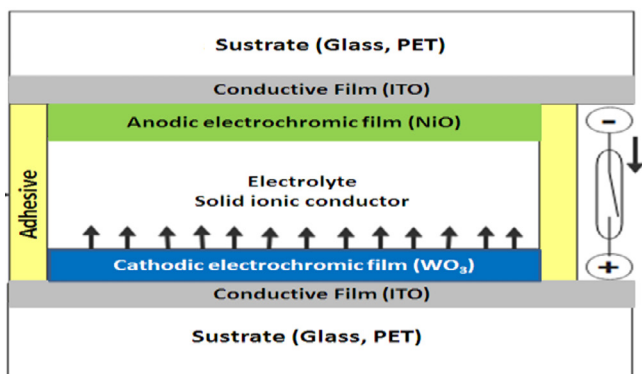 Sustrate (Glass, PET)
Conductive Film (ITO)
Anodic electrochromic film (NiO)
Adhesive
Electrolyte
Solid ionic conductor
Cathodic electrochromic film (WO₃)
Conductive Film (ITO)
Sustrate (Glass, PET)
−
+